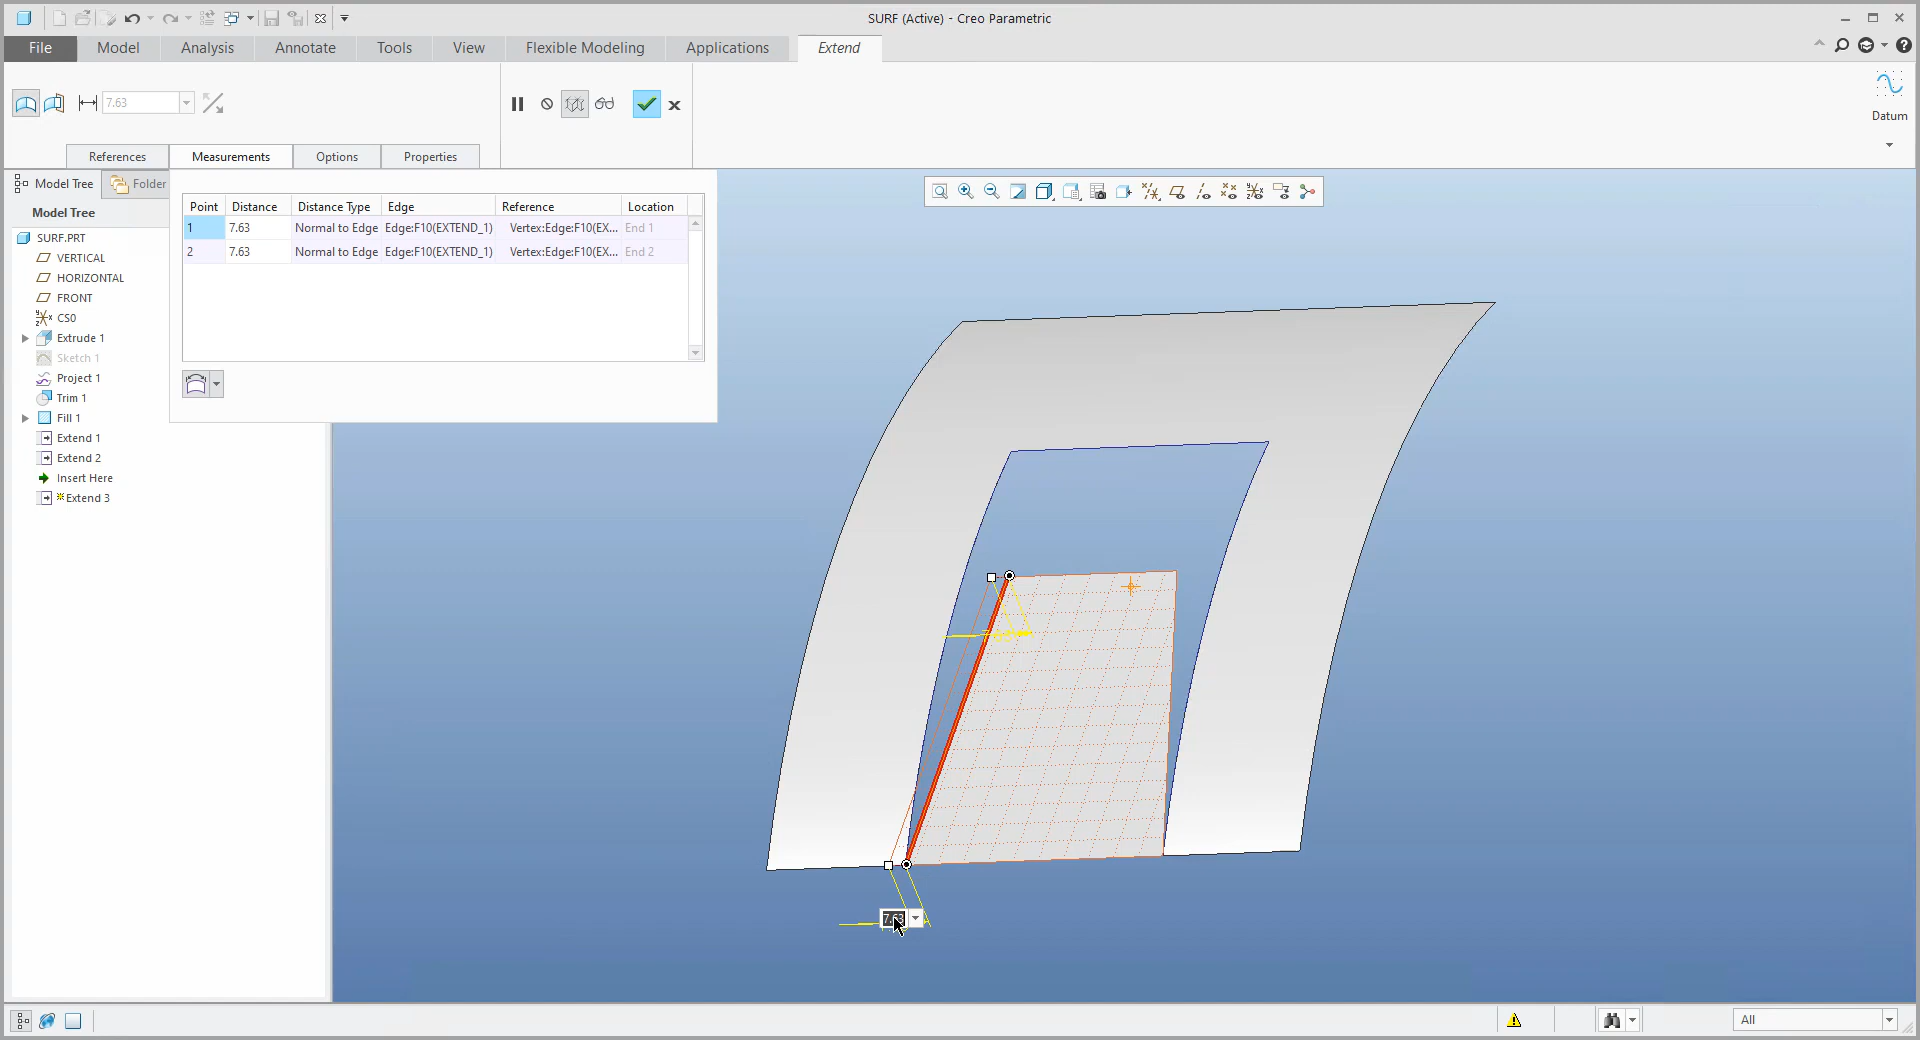 SURF (Active) - Creo Parametric
File Model Analysis Annotate Tools View Flexible Modeling Applications Extend
7.63
Datum
References Measurements Options Properties
Model Tree Folder
Model Tree
SURF.PRT
VERTICAL
HORIZONTAL
FRONT
CS0
Extrude 1
Sketch 1
Project 1
Trim 1
Fill 1
Extend 1
Extend 2
Insert Here
Extend 3
Point Distance Distance Type Edge Reference Location
1 7.63 Normal to Edge Edge:F10(EXTEND_1) Vertex:Edge:F10(EX... End 1
2 7.63 Normal to Edge Edge:F10(EXTEND_1) Vertex:Edge:F10(EX... End 2
7.63
All